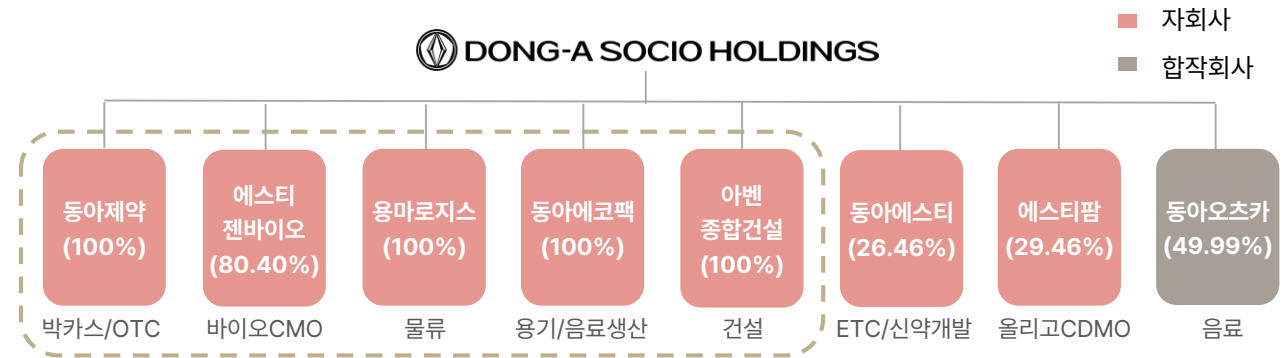 자회사
합작회사
DONG-A SOCIO HOLDINGS
동아제약
(100%)
박카스/OTC
에스티
젠바이오
(80.40%)
바이오CMO
용마로지스
(100%)
물류
동아에코팩
(100%)
용기/음료생산
아벤
종합건설
(100%)
건설
동아에스티
(26.46%)
ETC/신약개발
에스티팜
(29.46%)
올리고CDMO
동아오츠카
(49.99%)
음료